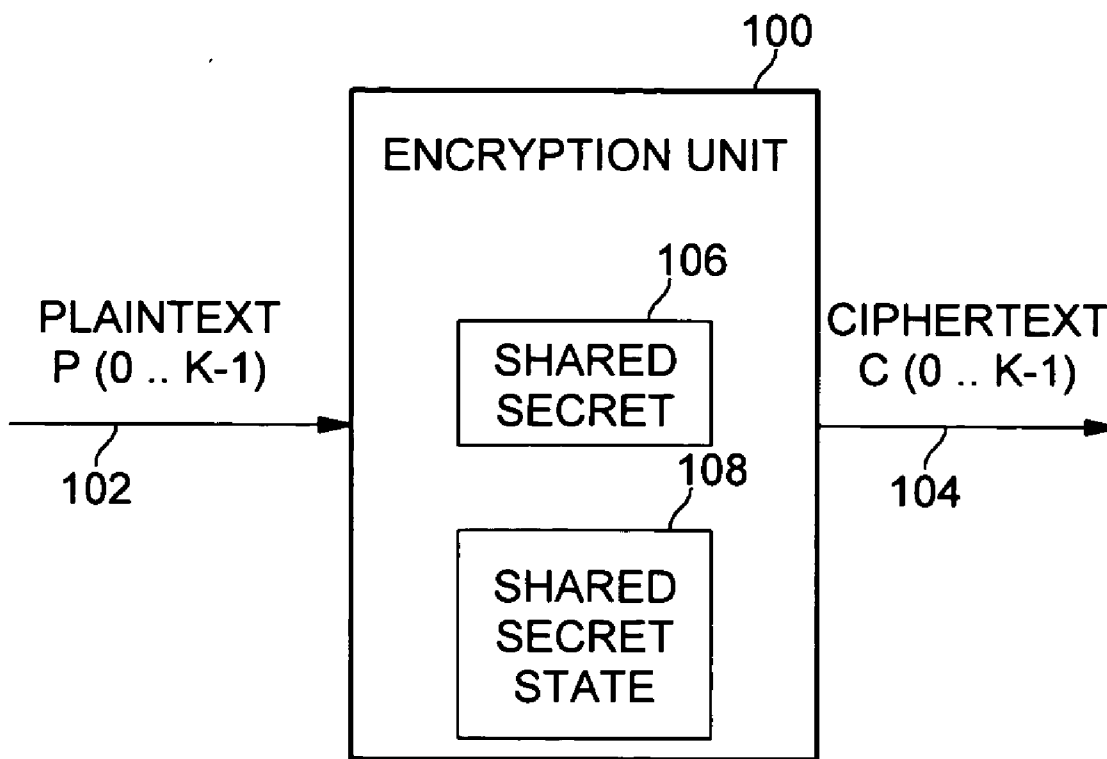 100
ENCRYPTION UNIT
106
PLAINTEXT
P (0 .. K-1)
SHARED
SECRET
CIPHERTEXT
C (0 .. K-1)
102
108
104
SHARED
SECRET
STATE